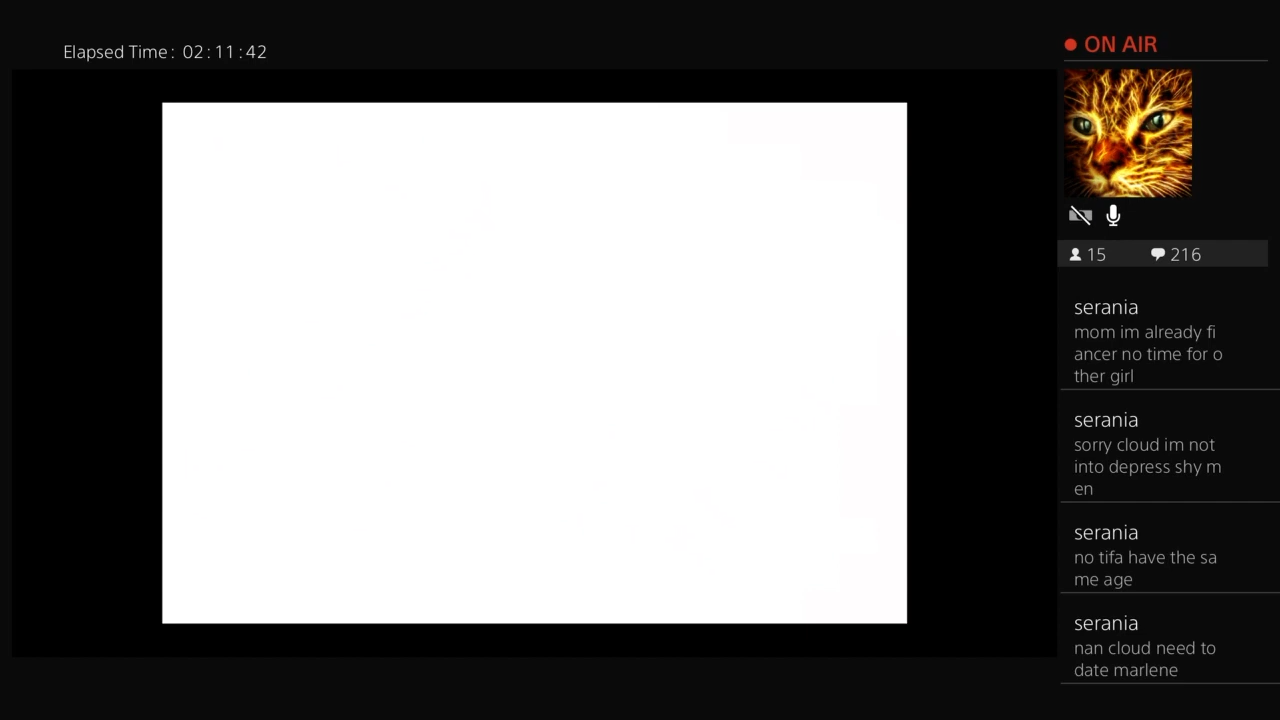 Elapsed Time: 02:11:42
ON AIR
15 216
serania
mom im already fi
ancer no time for o
ther girl
serania
sorry cloud im not
into depress shy m
en
serania
no tifa have the sa
me age
serania
nan cloud need to
date marlene